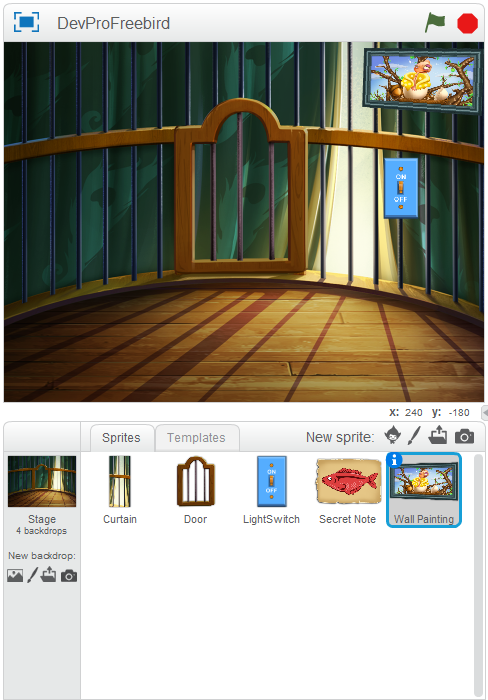 DevProFreebird
ON
OFF
x: 240 y: -180
Sprites
Templates
New sprite:
Stage
4 backdrops
New backdrop:
ON
OFF
Curtain
Door
LightSwitch
Secret Note
Wall Painting